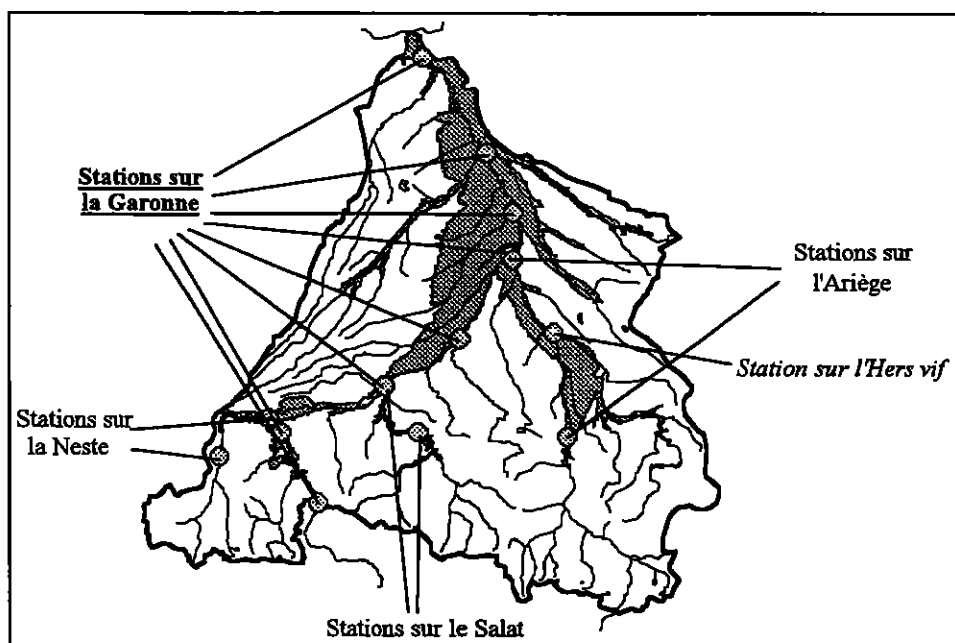 Stations sur
la Garonne
Stations sur
l'Ariège
Station sur l'Hers vif
Stations sur
la Neste
Stations sur le Salat